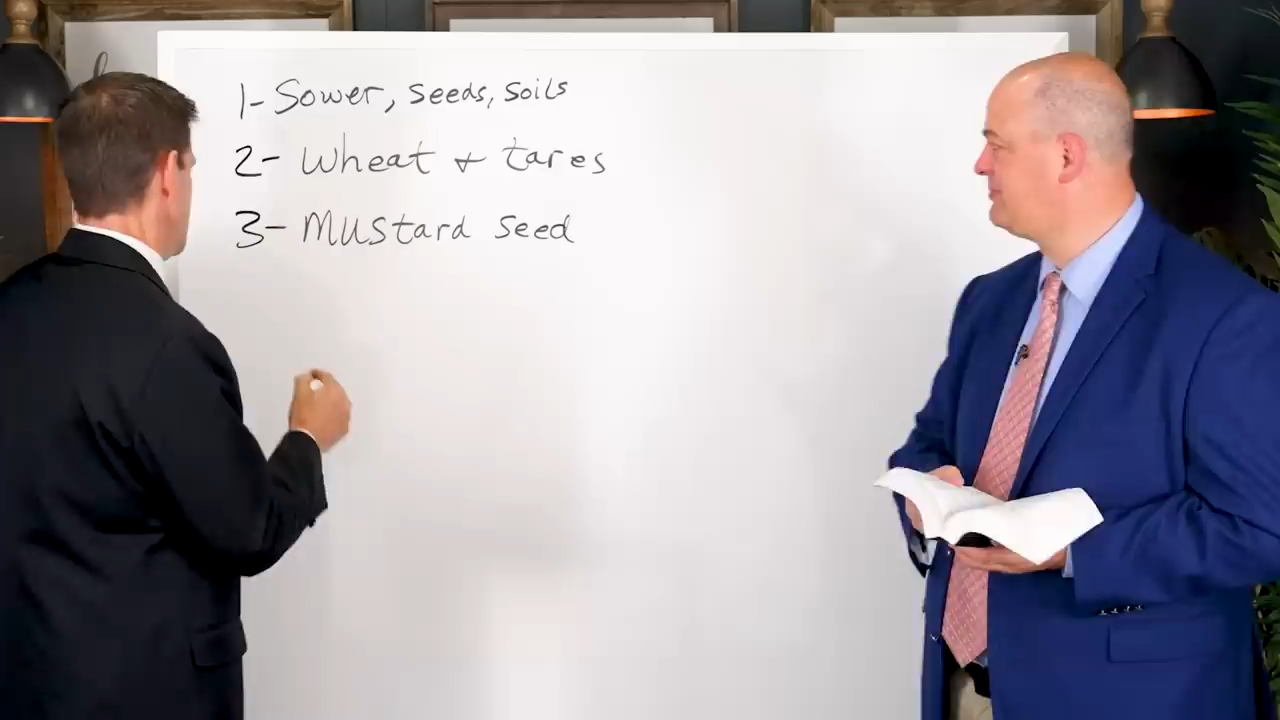 1- Sower, seeds, soils
2- Wheat + tares
3- Mustard seed